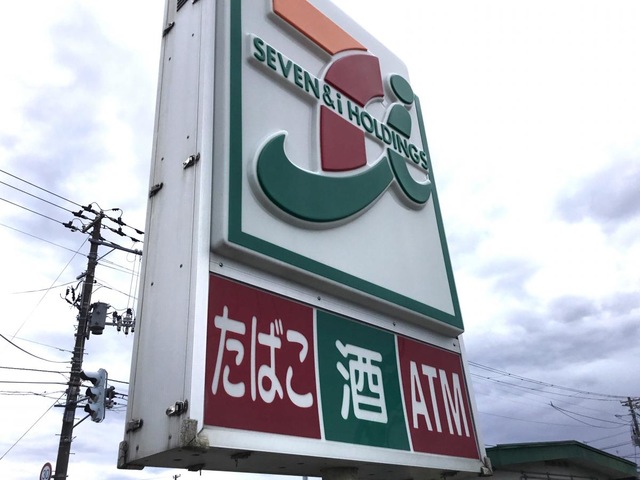 SEVEN & i HOLDINGS
たばこ
酒
ATM